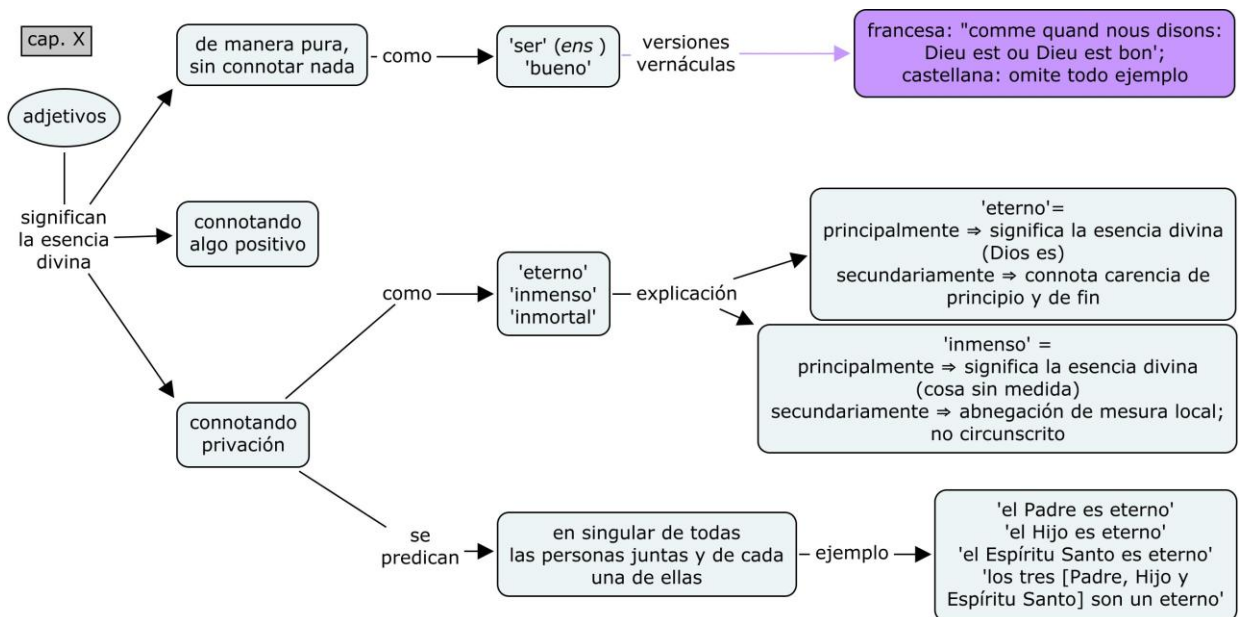 cap. X
adjetivos
significan
la esencia
divina
de manera pura,
sin connotar nada
como
'ser' (ens )
'bueno'
versiones
vernáculas
francesa: "comme quand nous disons:
Dieu est ou Dieu est bon';
castellana: omite todo ejemplo
connotando
algo positivo
connotando
privación
como
'eterno'
'inmenso'
'inmortal'
explicación
'eterno'=
principalmente ⇒ significa la esencia divina
(Dios es)
secundariamente ⇒ connota carencia de
principio y de fin
'inmenso' =
principalmente ⇒ significa la esencia divina
(cosa sin medida)
secundariamente ⇒ abnegación de mesura local;
no circunscrito
se
predican
en singular de todas
las personas juntas y de cada
una de ellas
ejemplo
'el Padre es eterno'
'el Hijo es eterno'
'el Espíritu Santo es eterno'
'los tres [Padre, Hijo y
Espíritu Santo] son un eterno'